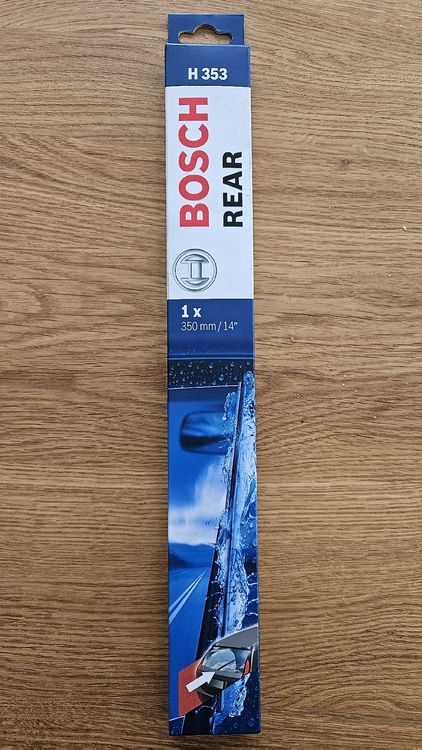 H 353
BOSCH
REAR
1 x
350 mm / 14"